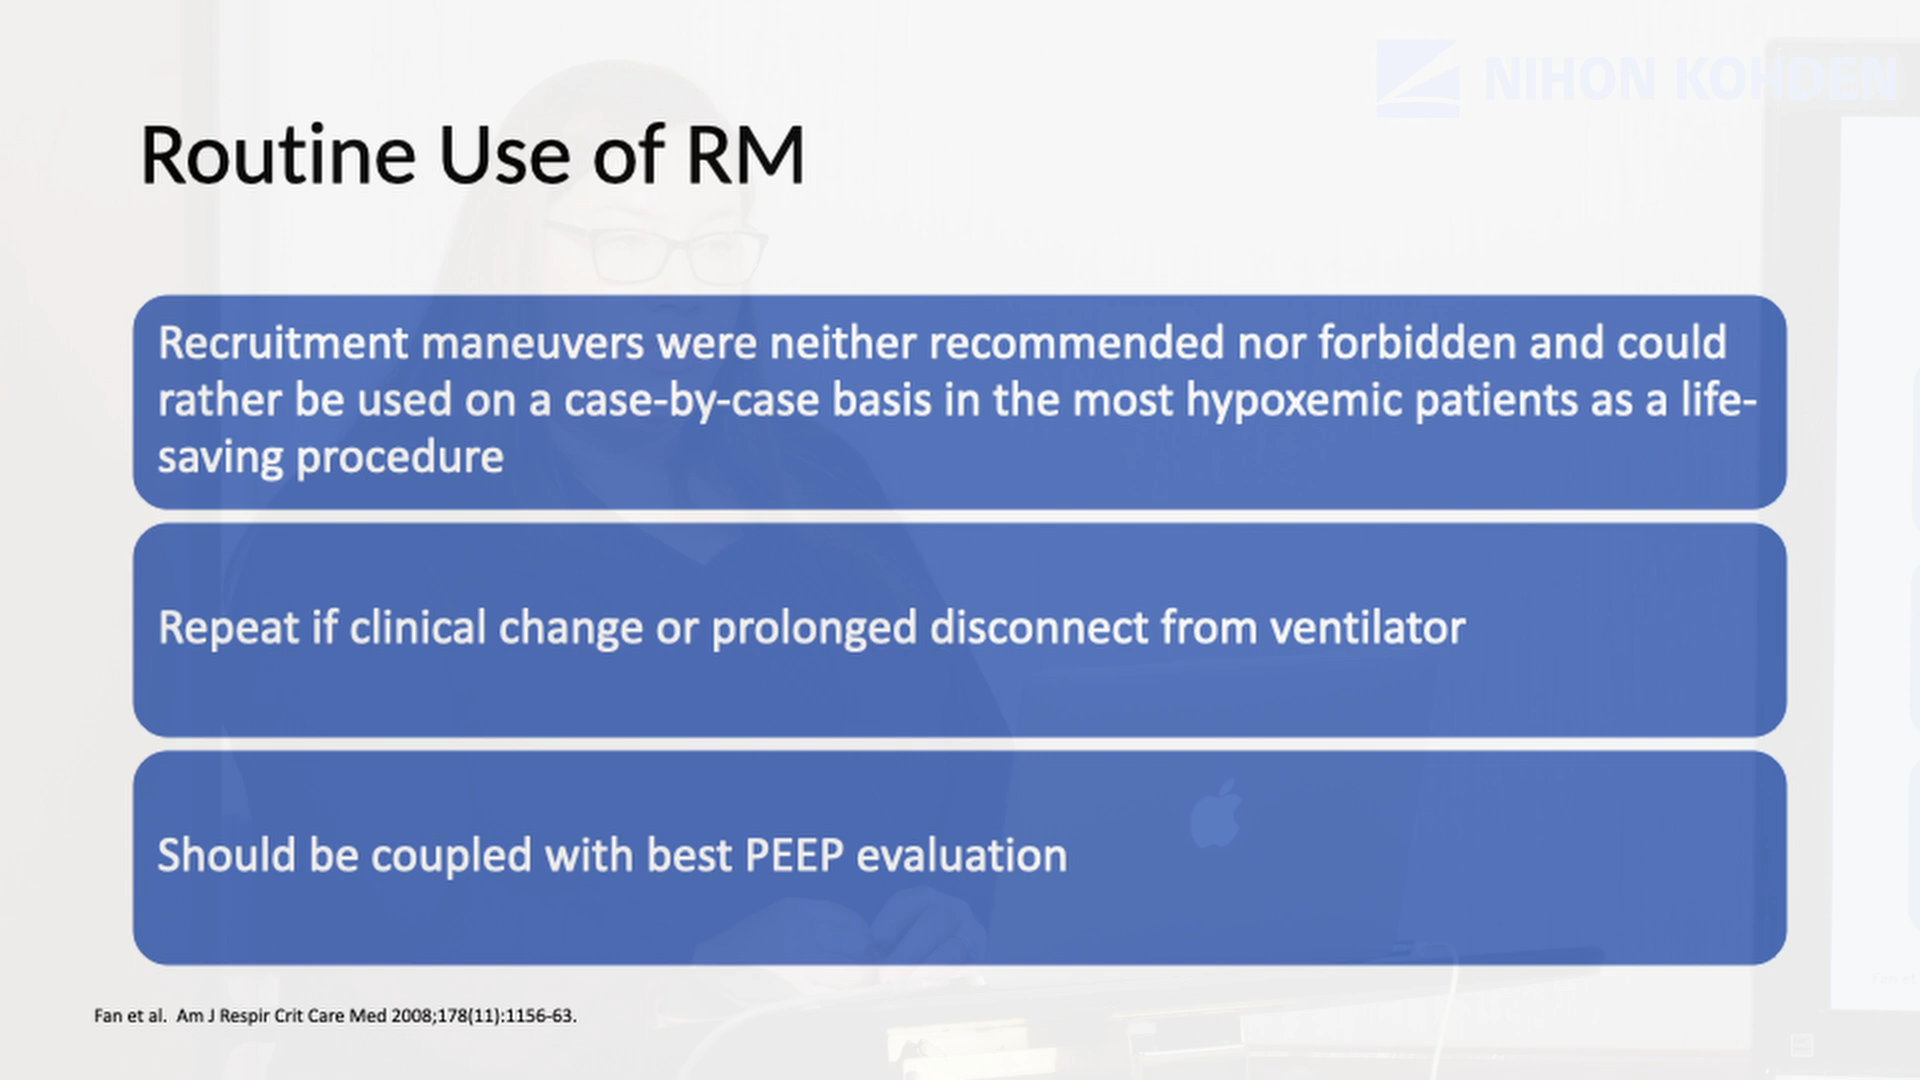 NIHON KOHDEN
Routine Use of RM
Recruitment maneuvers were neither recommended nor forbidden and could
rather be used on a case-by-case basis in the most hypoxemic patients as a life-
saving procedure
Repeat if clinical change or prolonged disconnect from ventilator
Should be coupled with best PEEP evaluation
Fan et al. Am J Respir Crit Care Med 2008;178(11):1156-63.